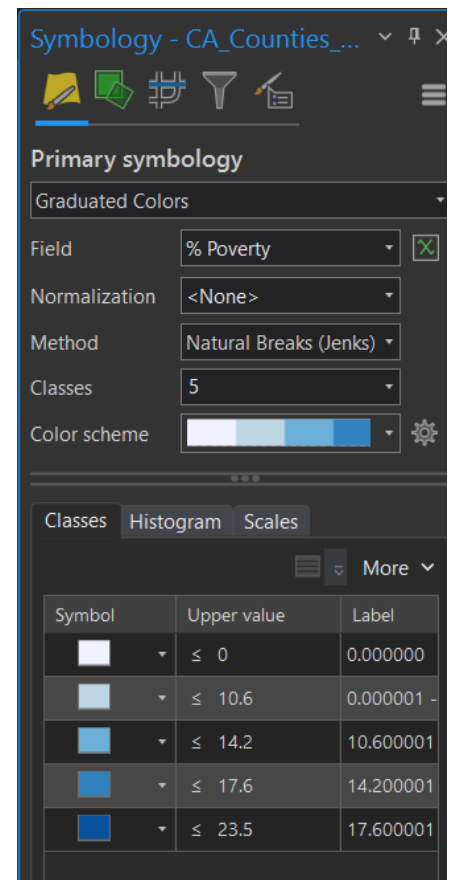 Symbology - CA_Counties_...
Primary symbology
Graduated Colors
Field % Poverty
Normalization <None>
Method Natural Breaks (Jenks)
Classes 5
Color scheme
Classes Histogram Scales
More
Symbol Upper value Label
≤ 0 0.000000
≤ 10.6 0.000001 -
≤ 14.2 10.600001
≤ 17.6 14.200001
≤ 23.5 17.600001